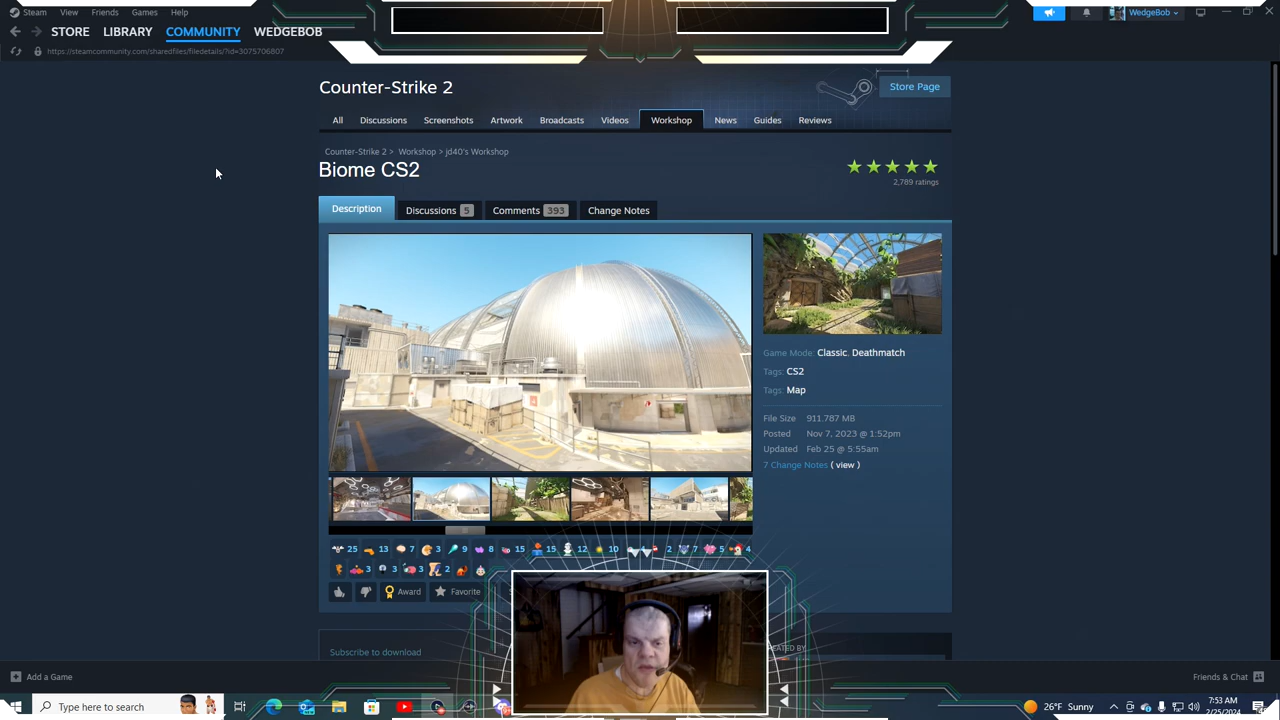 Steam View Friends Games Help
WedgeBob
STORE LIBRARY COMMUNITY WEDGEBOB
https://steamcommunity.com/sharedfiles/filedetails/?id=3075706807
Counter-Strike 2
Store Page
All Discussions Screenshots Artwork Broadcasts Videos Workshop News Guides Reviews
Counter-Strike 2 > Workshop > jd40's Workshop
Biome CS2
2,789 ratings
Description Discussions 5 Comments 393 Change Notes
Game Mode: Classic, Deathmatch
Tags: CS2
Tags: Map
File Size 911.787 MB
Posted Nov 7, 2023 @ 1:52pm
Updated Feb 25 @ 5:55am
7 Change Notes ( view )
25 13 7 3 9 8 15 15 12 10 2 7 5 4
3 3 3 2
Award Favorite
Subscribe to download
Add a Game
Friends & Chat
Type here to search
26°F Sunny
7:53 AM